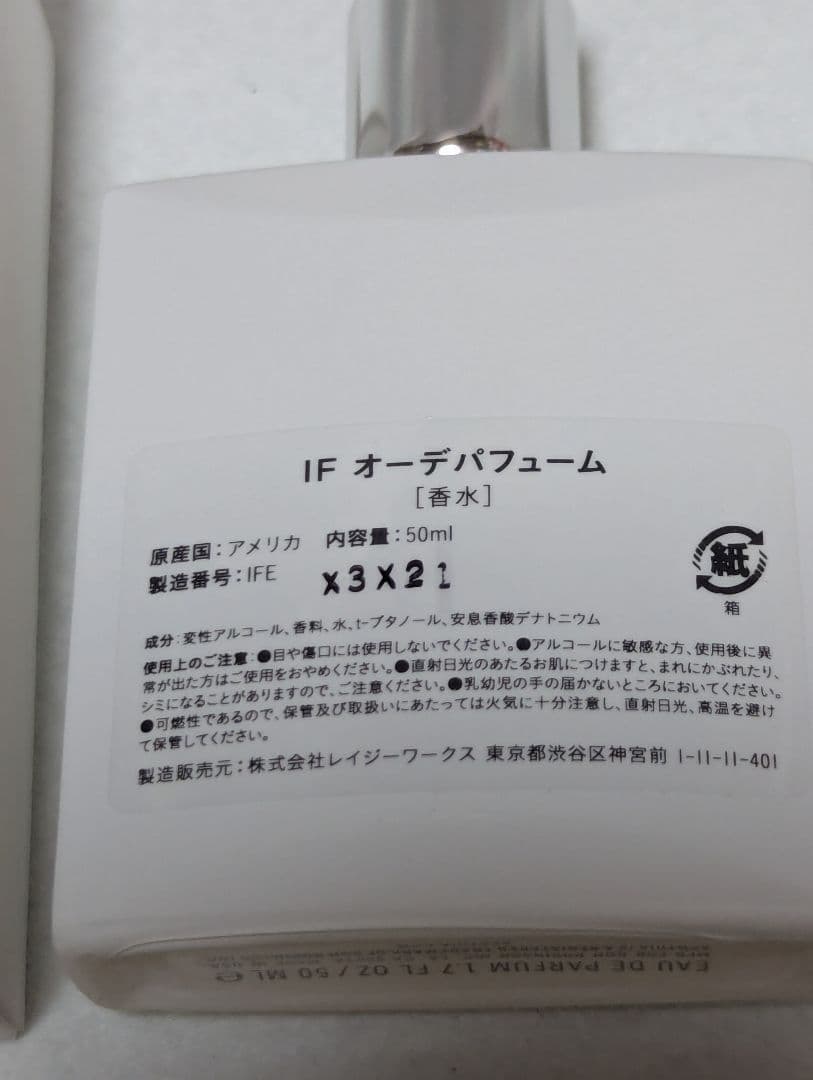 IF オーデパフューム
[香水]
原産国：アメリカ 内容量：50ml
製造番号：IFE X3X21
紙
箱
成分：変性アルコール、香料、水、t-ブタノール、安息香酸デナトニウム
使用上のご注意：●目や傷口には使用しないでください。●アルコールに敏感な方、使用後に異
常が出た方はご使用をおやめください。●直射日光のあたるお肌につけますと、まれにかぶれたり、
シミになることがありますので、ご注意ください。●乳幼児の手の届かないところにおいてください。
●可燃性であるので、保管及び取扱いにあたっては火気に十分注意し、直射日光、高温を避け
て保管してください。
製造販売元：株式会社レイジーワークス 東京都渋谷区神宮前 1-11-11-401
EAU DE PARFUM 1.7 FL OZ / 50 ML ℮